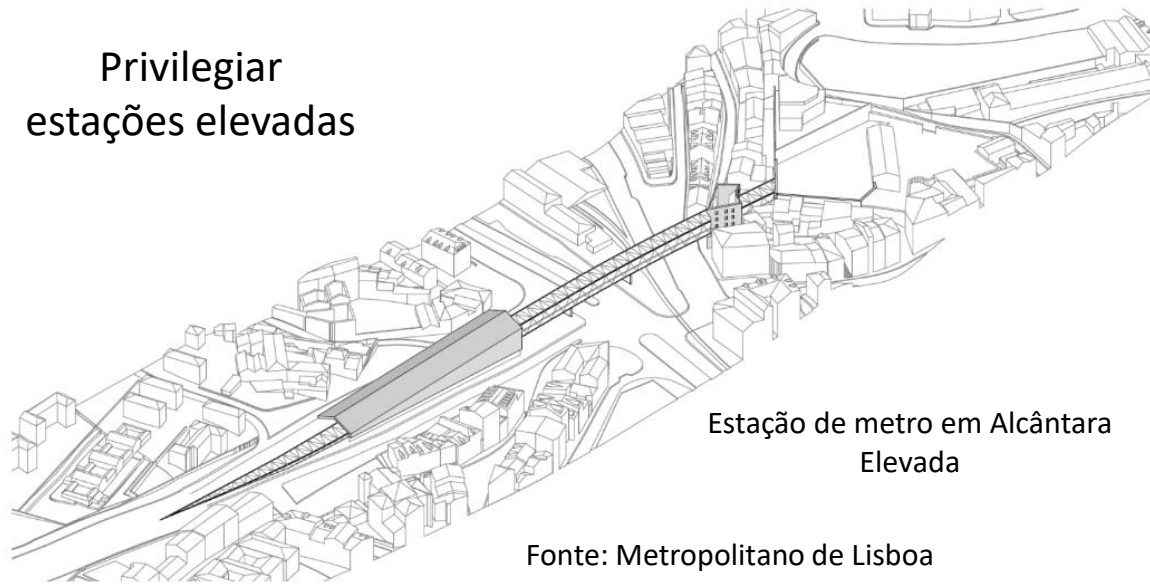 Privilegiar
estações elevadas
Estação de metro em Alcântara
Elevada
Fonte: Metropolitano de Lisboa